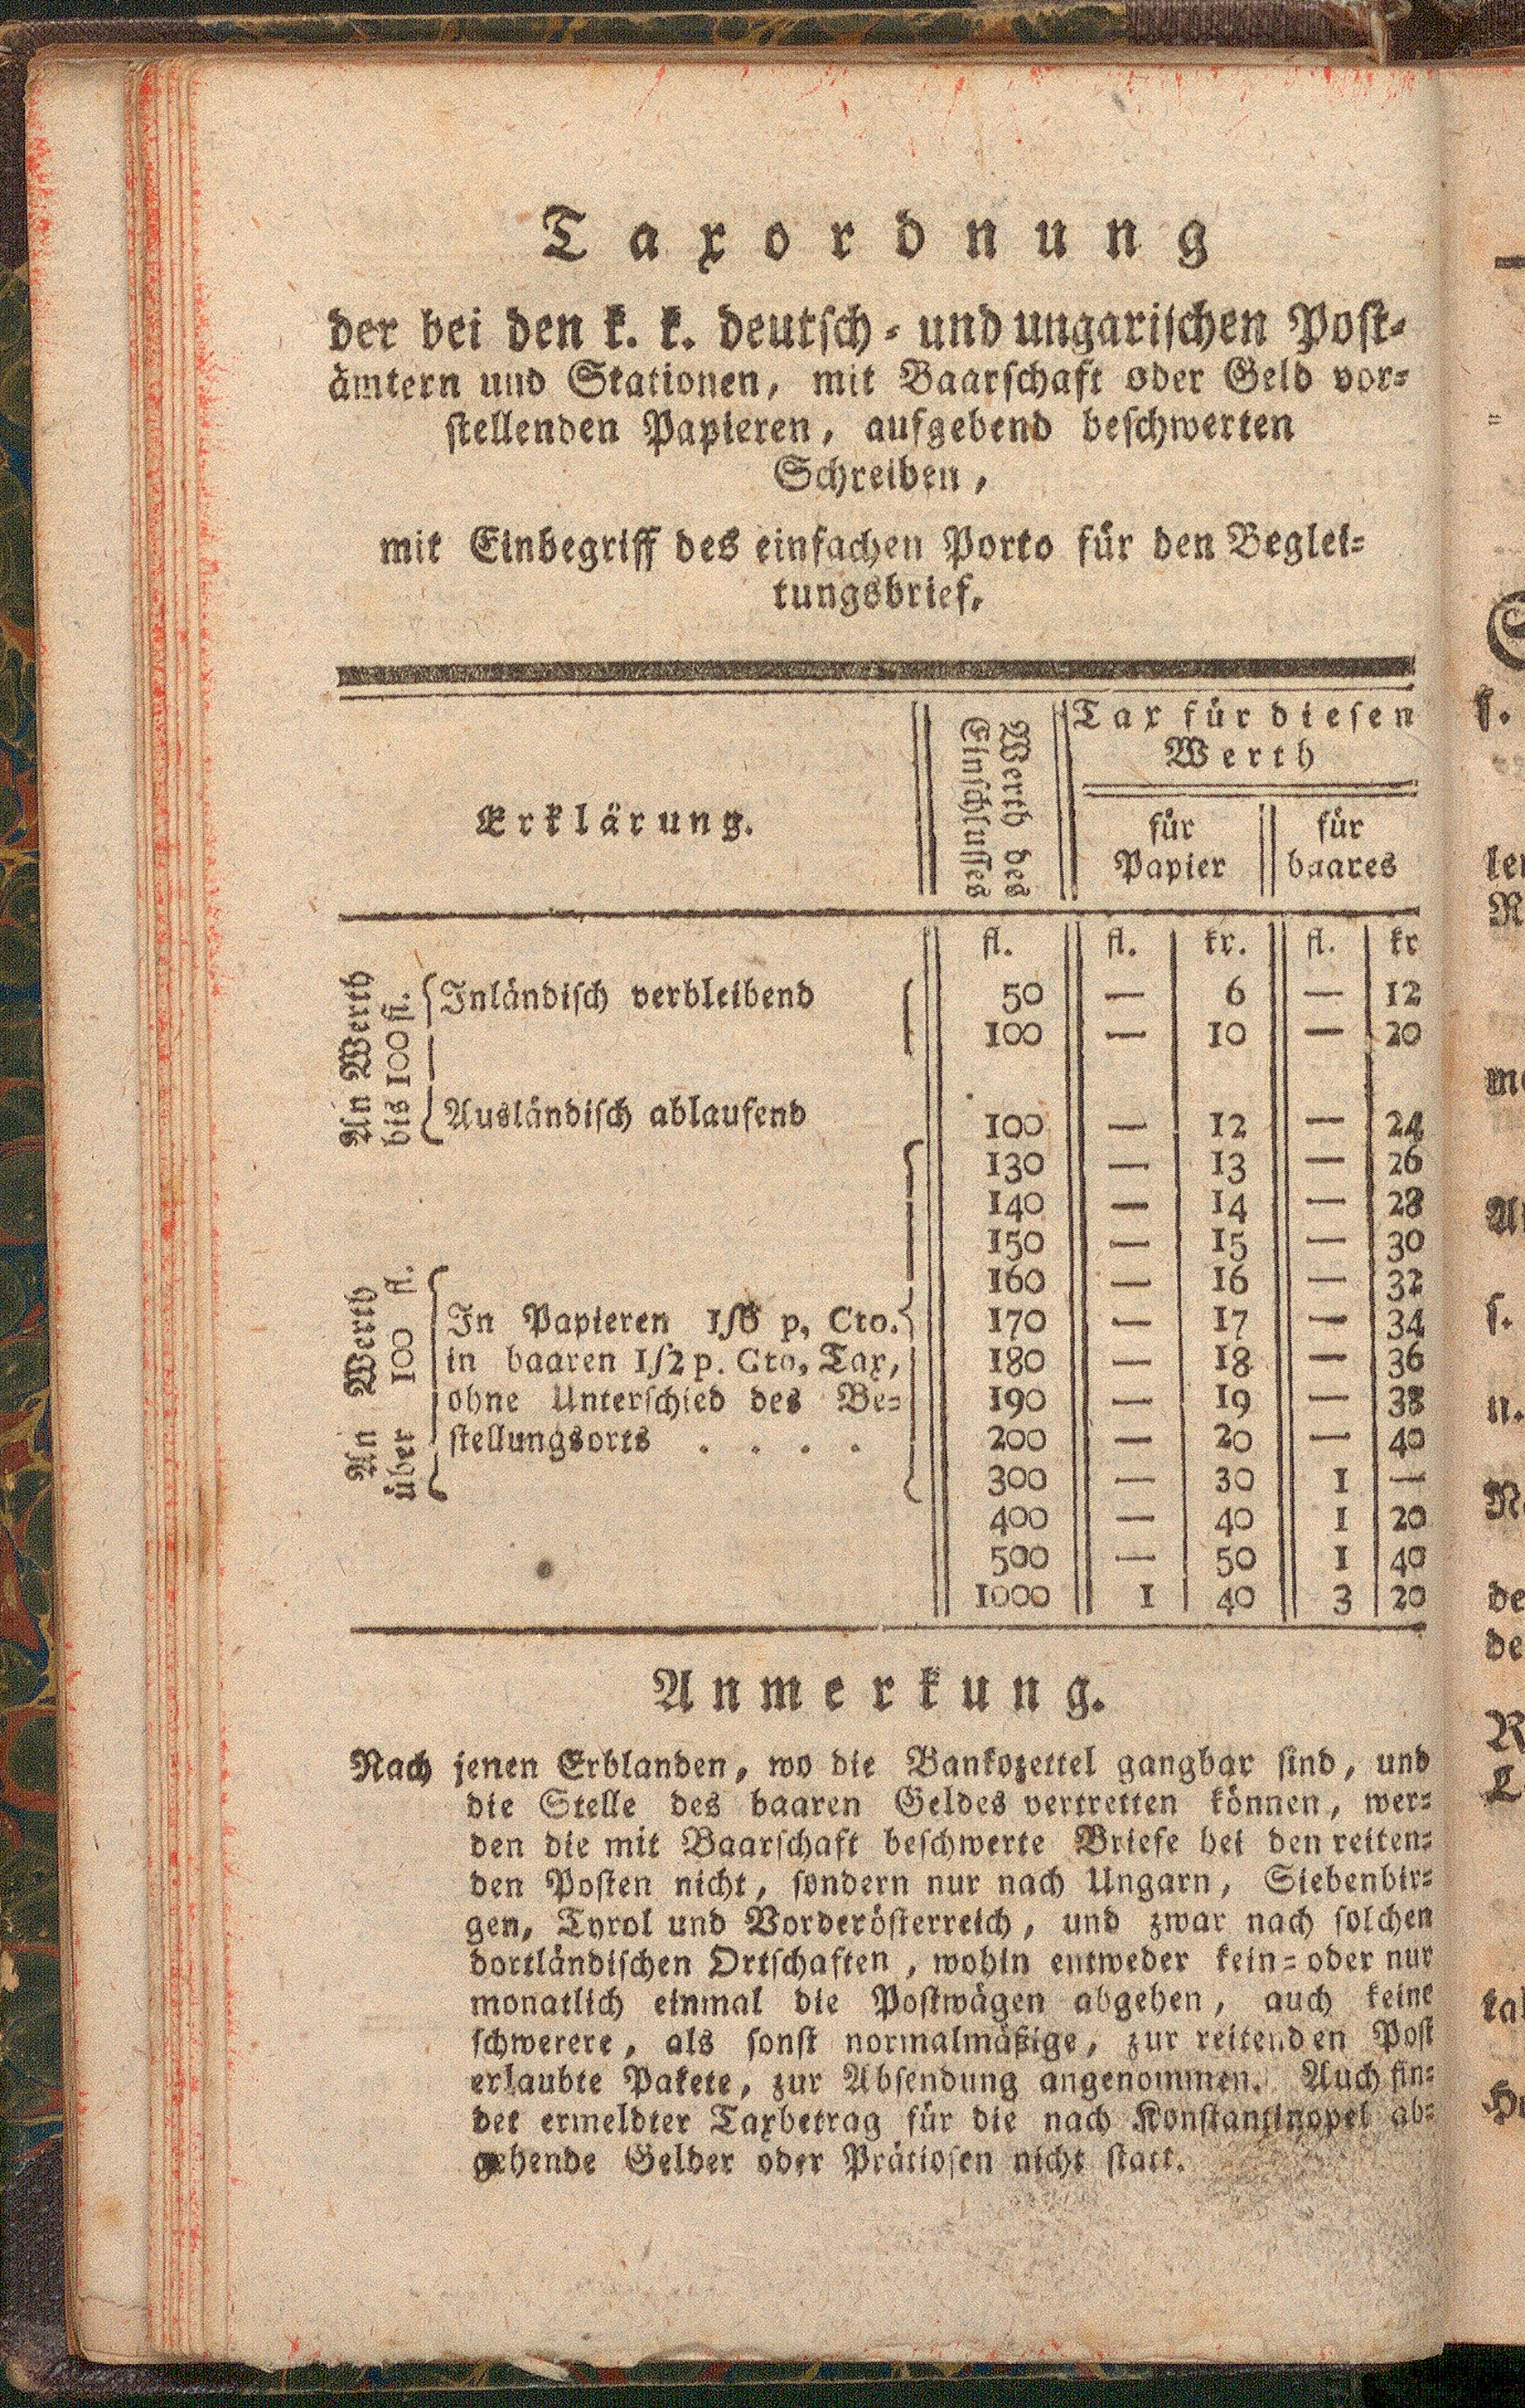 Taxordnung
der bei den k. k. deutsch- und ungarischen Post-
ämtern und Stationen, mit Baarschaft oder Geld vor-
stellenden Papieren, aufgebend beschwerten
Schreiben,
mit Einbegriff des einfachen Porto für den Beglei-
tungsbrief.
Erklärung.
Werth des
Einschlusses
Tax für diesen
Werth
für
Papier
für
baares
fl. fl. kr. fl. kr
An Werth
bis 100 fl.
Inländisch verbleibend 50 — 6 — 12
100 — 10 — 20
Ausländisch ablaufend 100 — 12 — 24
130 — 13 — 26
140 — 14 — 28
150 — 15 — 30
160 — 16 — 32
An Werth
über 100 fl.
In Papieren p. Cto. 170 — 17 — 34
in baaren 1/2 p. Cto. Tax, 180 — 18 — 36
ohne Unterschied des Be- 190 — 19 — 38
stellungsorts . . . . 200 — 20 — 40
300 — 30 1 —
400 — 40 1 20
500 — 50 1 40
1000 1 40 3 20
Anmerkung.
Nach jenen Erblanden, wo die Bankozettel gangbar sind, und
die Stelle des baaren Geldes vertretten können, wer-
den die mit Baarschaft beschwerte Briefe bei den reiten-
den Posten nicht, sondern nur nach Ungarn, Siebenbir-
gen, Tyrol und Vorderösterreich, und zwar nach solchen
dortländischen Ortschaften, wohin entweder kein- oder nur
monatlich einmal die Postwägen abgehen, auch keine
schwerere, als sonst normalmäßige, zur reitenden Post
erlaubte Pakete, zur Absendung angenommen. Auch fin-
det ermeldter Taxbetrag für die nach Konstantinopel ab-
gehende Gelder oder Prätiosen nicht statt.